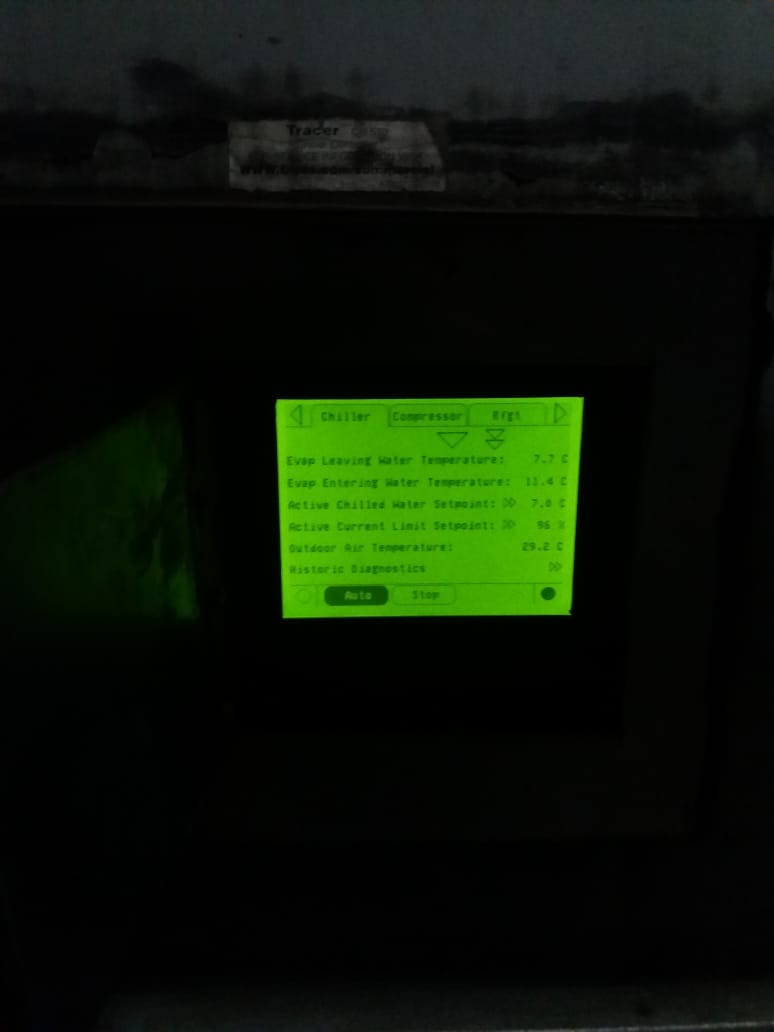 Tracer
Chiller
Compressor
Rfgt
Evap Leaving Water Temperature: 7.7 C
Evap Entering Water Temperature: 11.4 C
Active Chilled Water Setpoint: 7.0 C
Active Current Limit Setpoint: 96 %
Outdoor Air Temperature: 29.2 C
Historic Diagnostics
Auto
Stop